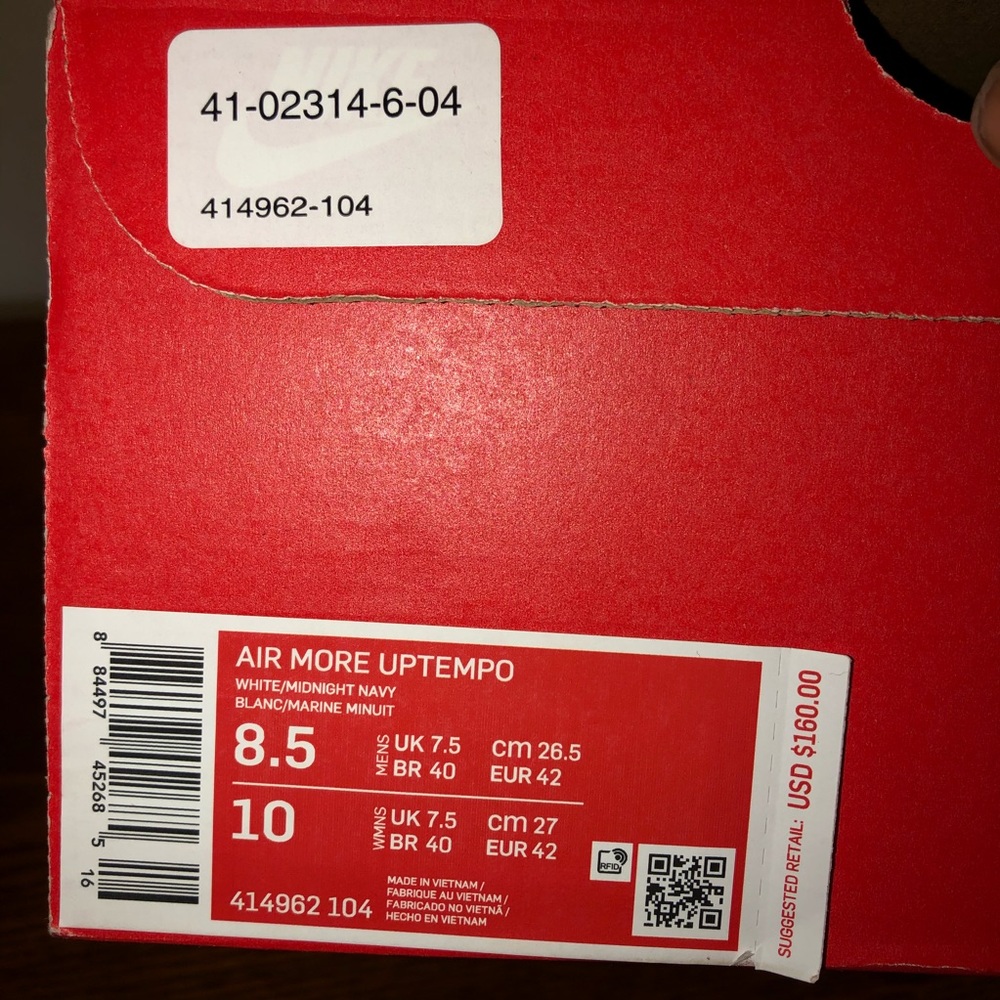 NIKE
41-02314-6-04
414962-104
8 84497 45268 5 16
AIR MORE UPTEMPO
WHITE/MIDNIGHT NAVY
BLANC/MARINE MINUIT
8.5 MENS UK 7.5 cm 26.5
BR 40 EUR 42
10 WMNS UK 7.5 cm 27
BR 40 EUR 42
414962 104
MADE IN VIETNAM /
FABRIQUE AU VIETNAM /
FABRICADO NO VIETNÃ /
HECHO EN VIETNAM
RFID
SUGGESTED RETAIL: USD $160.00